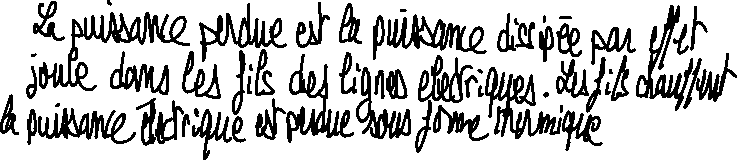 La puissance perdue est la puissance dissipée par effet
joule dans les fils des lignes electriques. Les fils chauffent
la puissance électrique est perdue sous forme thermique